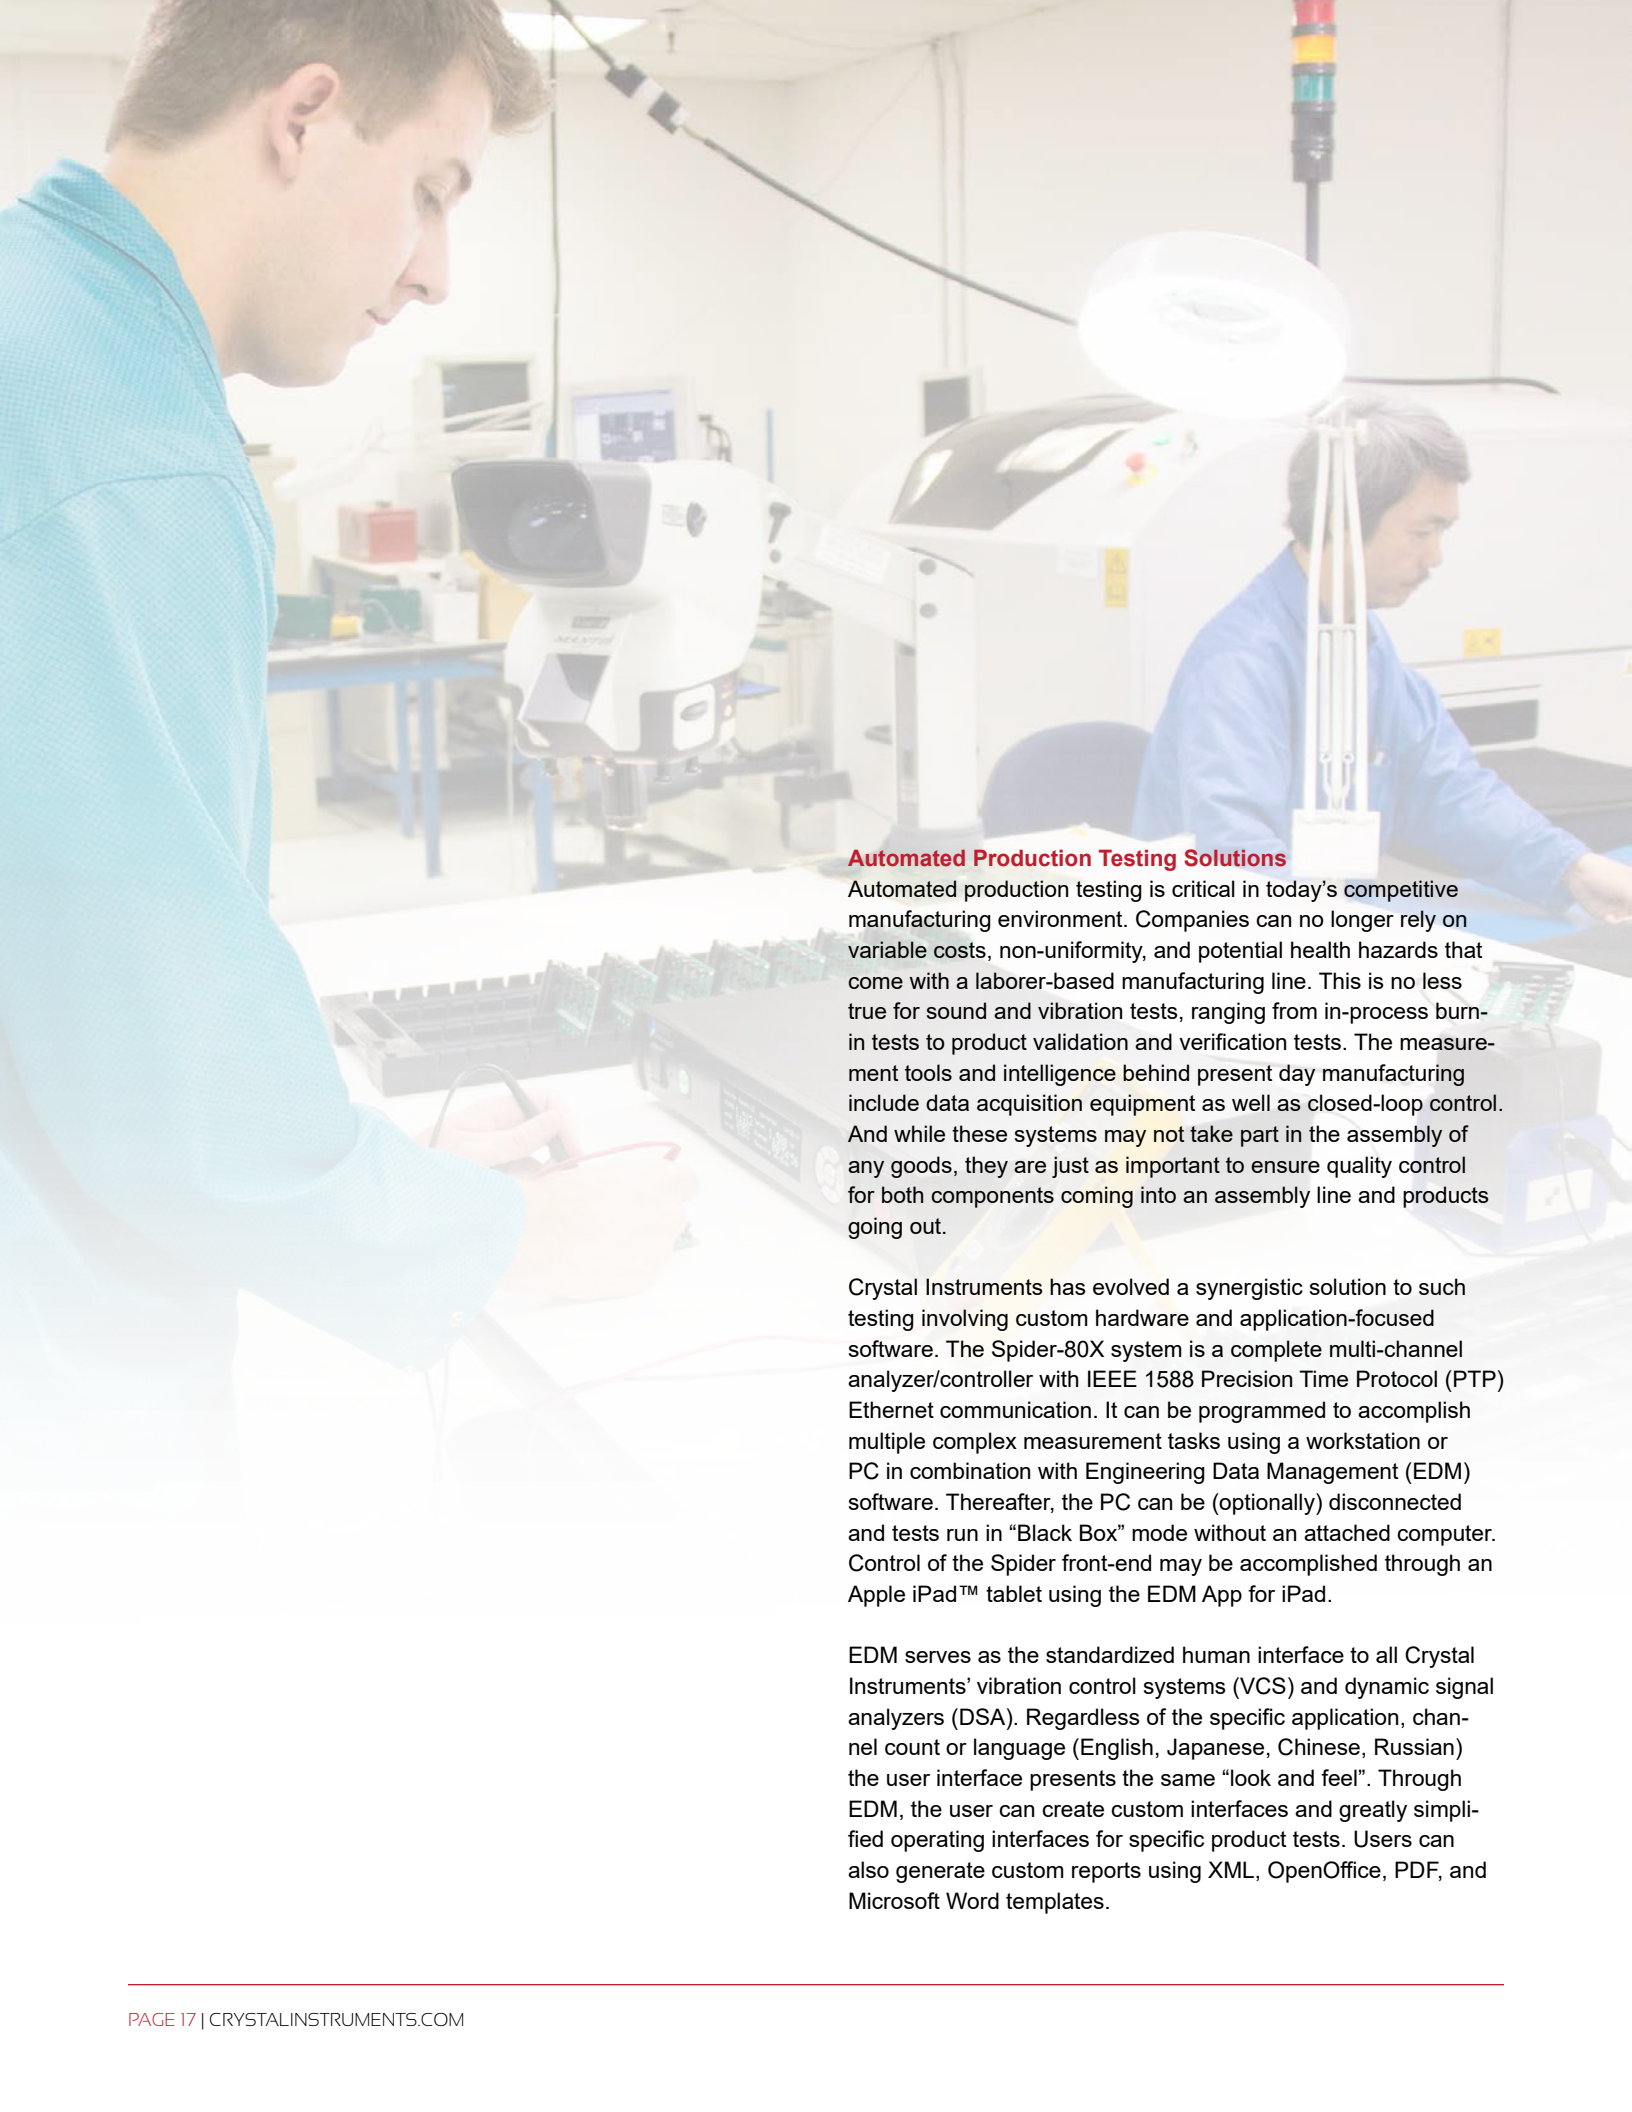 MANTIS
Automated Production Testing Solutions
Automated production testing is critical in today’s competitive
manufacturing environment. Companies can no longer rely on
variable costs, non-uniformity, and potential health hazards that
come with a laborer-based manufacturing line. This is no less
true for sound and vibration tests, ranging from in-process burn-
in tests to product validation and verification tests. The measure-
ment tools and intelligence behind present day manufacturing
include data acquisition equipment as well as closed-loop control.
And while these systems may not take part in the assembly of
any goods, they are just as important to ensure quality control
for both components coming into an assembly line and products
going out.
Crystal Instruments has evolved a synergistic solution to such
testing involving custom hardware and application-focused
software. The Spider-80X system is a complete multi-channel
analyzer/controller with IEEE 1588 Precision Time Protocol (PTP)
Ethernet communication. It can be programmed to accomplish
multiple complex measurement tasks using a workstation or
PC in combination with Engineering Data Management (EDM)
software. Thereafter, the PC can be (optionally) disconnected
and tests run in “Black Box” mode without an attached computer.
Control of the Spider front-end may be accomplished through an
Apple iPad™ tablet using the EDM App for iPad.
EDM serves as the standardized human interface to all Crystal
Instruments’ vibration control systems (VCS) and dynamic signal
analyzers (DSA). Regardless of the specific application, chan-
nel count or language (English, Japanese, Chinese, Russian)
the user interface presents the same “look and feel”. Through
EDM, the user can create custom interfaces and greatly simpli-
fied operating interfaces for specific product tests. Users can
also generate custom reports using XML, OpenOffice, PDF, and
Microsoft Word templates.
PAGE 17 | CRYSTALINSTRUMENTS.COM